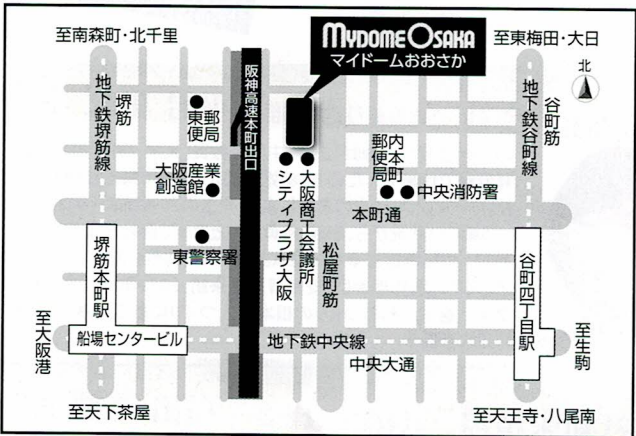 至南森町・北千里
MYDOME OSAKA
マイドームおおさか
至東梅田・大日
北
地下鉄堺筋線
堺筋
東郵便局
阪神高速本町出口
谷町筋
地下鉄谷町線
大阪産業
創造館
シティプラザ大阪
大阪商工会議所
内本町
郵便局
中央消防署
本町通
東警察署
松屋町筋
堺筋本町駅
谷町四丁目駅
至大阪港
船場センタービル
地下鉄中央線
中央大通
至生駒
至天下茶屋
至天王寺・八尾南